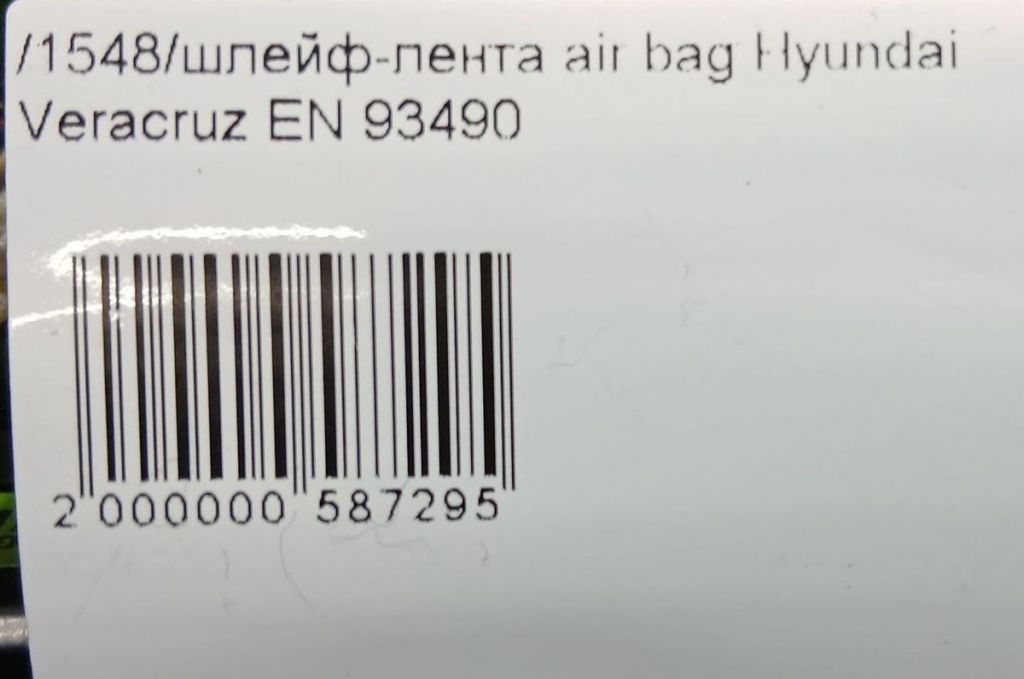 /1548/шлейф-лента air bag Hyundai
Veracruz EN 93490
2 000000 587295